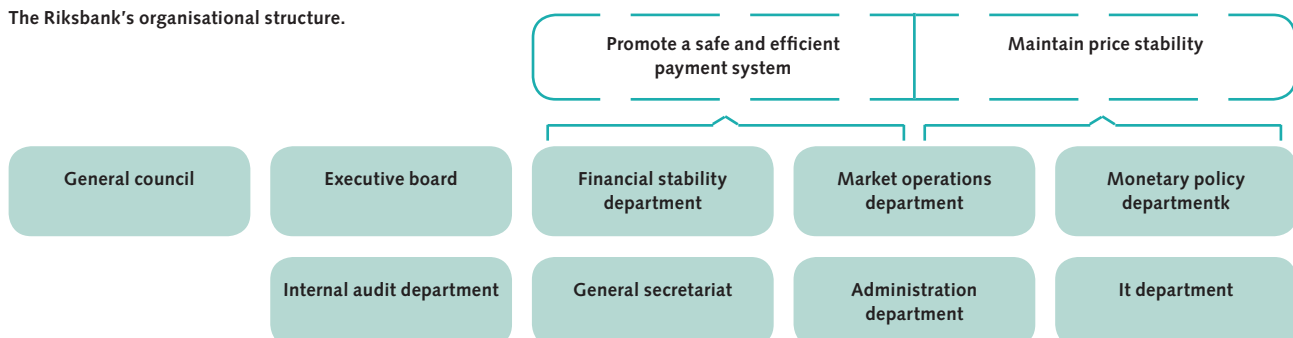 The Riksbank's organisational structure.
Promote a safe and efficient
payment system
Maintain price stability
General council
Executive board
Financial stability
department
Market operations
department
Monetary policy
departmentk
Internal audit department
General secretariat
Administration
department
It department